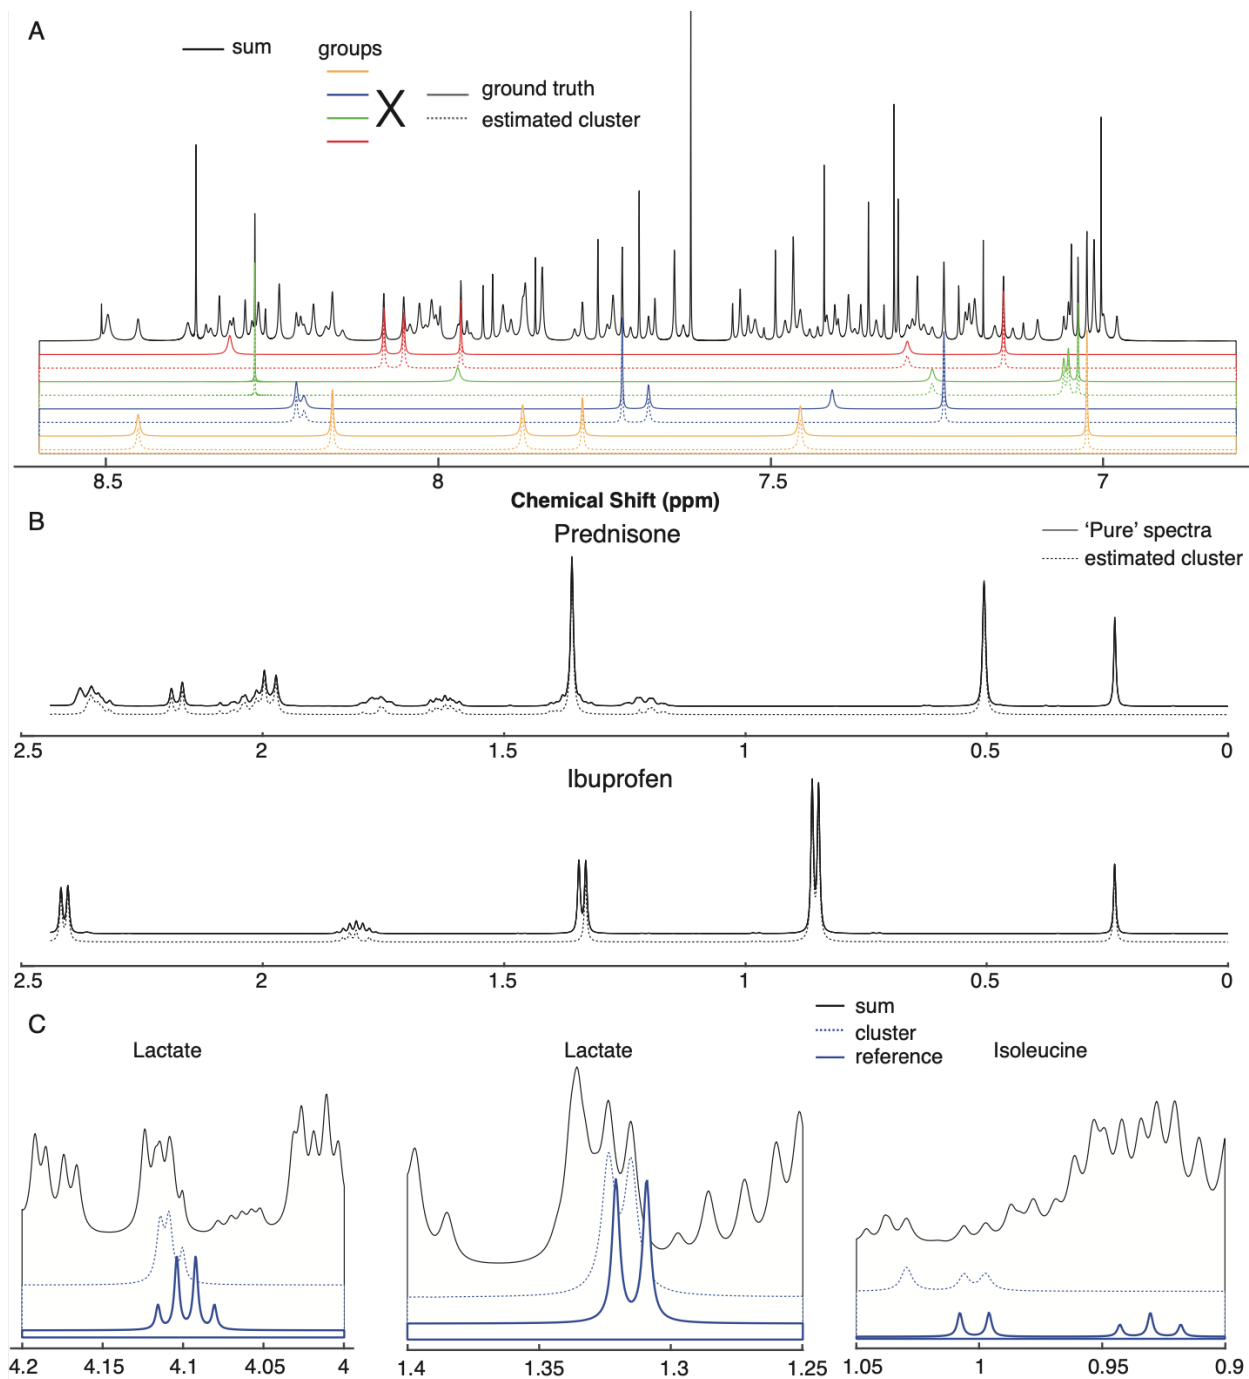 A
sum
groups
X
ground truth
estimated cluster
8.5
8
7.5
7
Chemical Shift (ppm)
B
Prednisone
'Pure' spectra
estimated cluster
2.5
2
1.5
1
0.5
0
Ibuprofen
2.5
2
1.5
1
0.5
0
C
sum
cluster
reference
Lactate
Lactate
Isoleucine
4.2
4.15
4.1
4.05
4
1.4
1.35
1.3
1.25
1.05
1
0.95
0.9